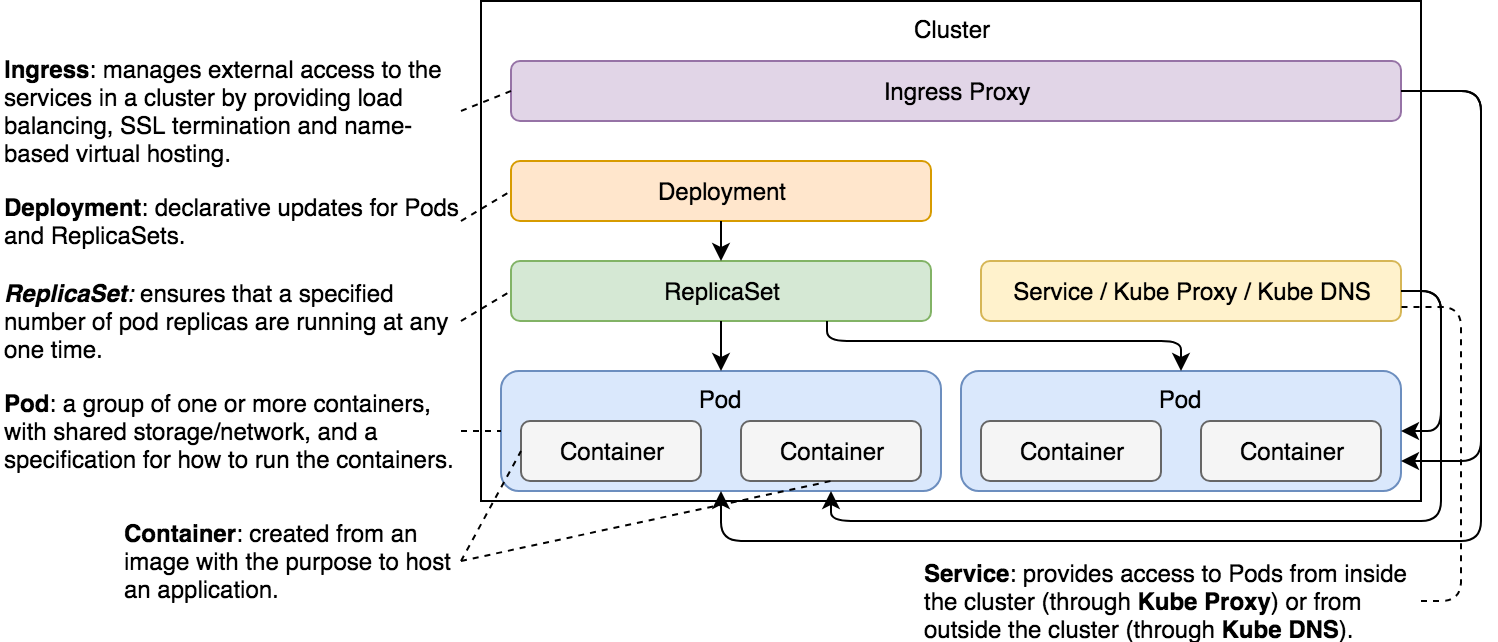 Cluster
Ingress Proxy
Ingress: manages external access to the
services in a cluster by providing load
balancing, SSL termination and name-
based virtual hosting.
Deployment
Deployment: declarative updates for Pods
and ReplicaSets.
ReplicaSet
Service / Kube Proxy / Kube DNS
ReplicaSet: ensures that a specified
number of pod replicas are running at any
one time.
Pod
Pod
Pod: a group of one or more containers,
with shared storage/network, and a
specification for how to run the containers.
Container
Container
Container
Container
Container: created from an
image with the purpose to host
an application.
Service: provides access to Pods from inside
the cluster (through Kube Proxy) or from
outside the cluster (through Kube DNS).